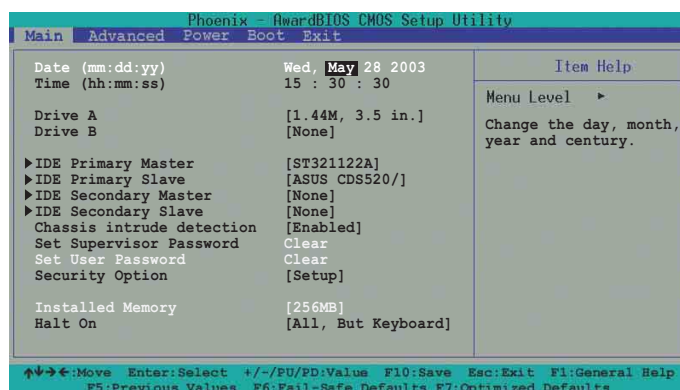 Phoenix - AwardBIOS CMOS Setup Utility
Main Advanced Power Boot Exit
Date (mm:dd:yy) Wed, May 28 2003
Time (hh:mm:ss) 15 : 30 : 30
Drive A [1.44M, 3.5 in.]
Drive B [None]
▶IDE Primary Master [ST321122A]
▶IDE Primary Slave [ASUS CDS520/]
▶IDE Secondary Master [None]
▶IDE Secondary Slave [None]
Chassis intrude detection [Enabled]
Set Supervisor Password Clear
Set User Password Clear
Security Option [Setup]
Installed Memory [256MB]
Halt On [All, But Keyboard]
Item Help
Menu Level ▶
Change the day, month,
year and century.
↑↓→←:Move Enter:Select +/-/PU/PD:Value F10:Save Esc:Exit F1:General Help
F5:Previous Values F6:Fail-Safe Defaults F7:Optimized Defaults